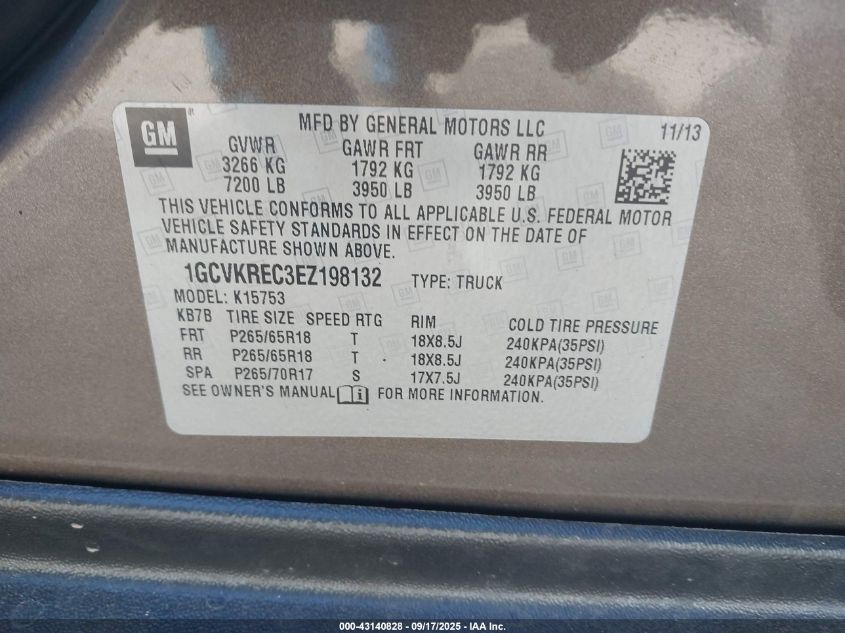 GM
MFD BY GENERAL MOTORS LLC 11/13
GVWR GAWR FRT GAWR RR
3266 KG 1792 KG 1792 KG
7200 LB 3950 LB 3950 LB
THIS VEHICLE CONFORMS TO ALL APPLICABLE U.S. FEDERAL MOTOR
VEHICLE SAFETY STANDARDS IN EFFECT ON THE DATE OF
MANUFACTURE SHOWN ABOVE.
1GCVKREC3EZ198132 TYPE: TRUCK
MODEL: K15753
KB7B TIRE SIZE SPEED RTG RIM COLD TIRE PRESSURE
FRT P265/65R18 T 18X8.5J 240KPA(35PSI)
RR P265/65R18 T 18X8.5J 240KPA(35PSI)
SPA P265/70R17 S 17X7.5J 240KPA(35PSI)
SEE OWNER'S MANUAL FOR MORE INFORMATION.
000-43140828 - 09/17/2025 - IAA Inc.